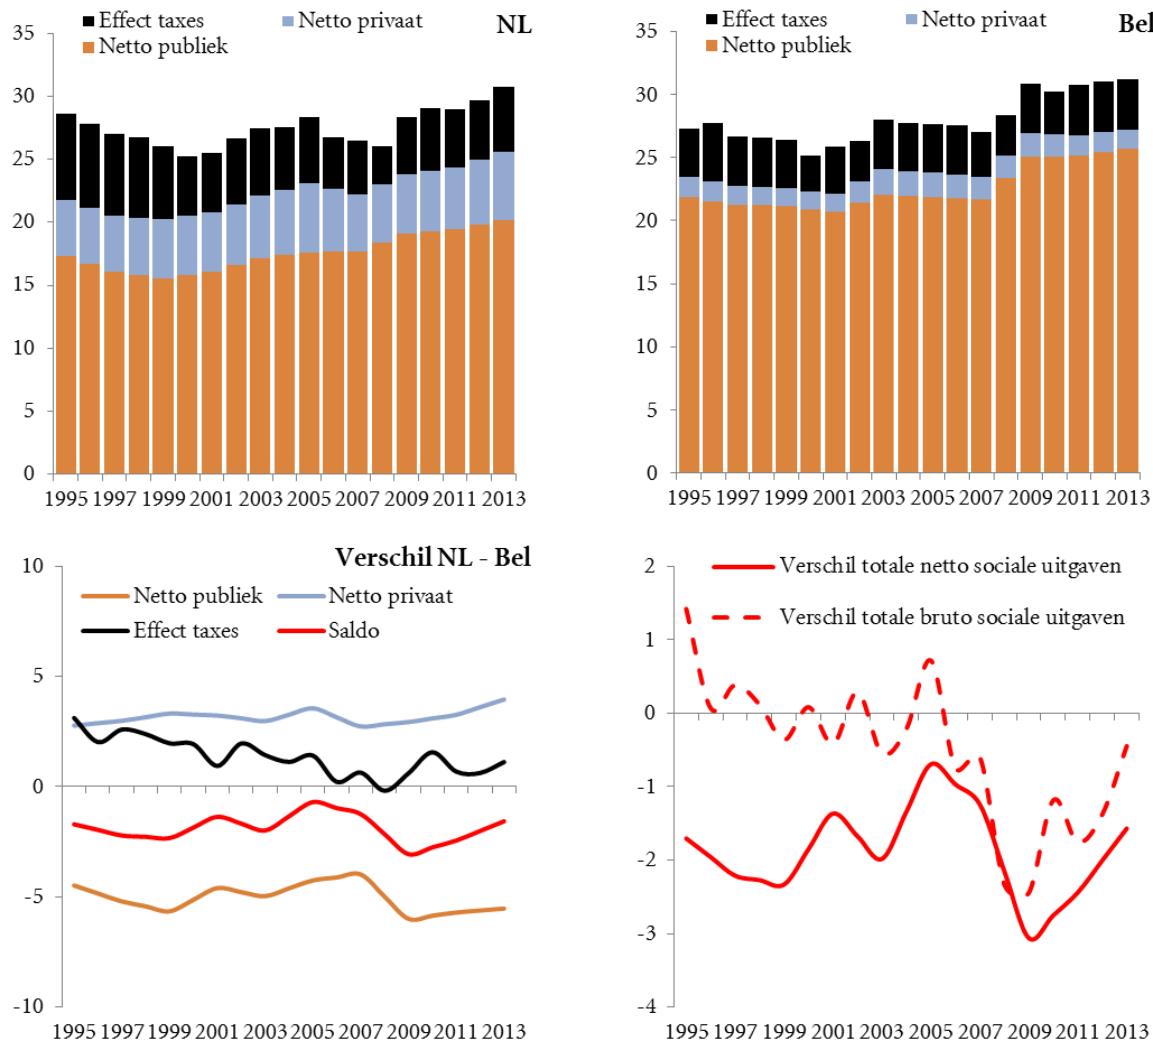 Effect taxes Netto privaat NL
Netto publiek
35
30
25
20
15
10
5
0
1995 1997 1999 2001 2003 2005 2007 2009 2011 2013
Effect taxes Netto privaat Bel
Netto publiek
35
30
25
20
15
10
5
0
1995 1997 1999 2001 2003 2005 2007 2009 2011 2013
Verschil NL - Bel
Netto publiek Netto privaat
Effect taxes Saldo
10
5
0
-5
-10
1995 1997 1999 2001 2003 2005 2007 2009 2011 2013
Verschil totale netto sociale uitgaven
Verschil totale bruto sociale uitgaven
2
1
0
-1
-2
-3
-4
1995 1997 1999 2001 2003 2005 2007 2009 2011 2013